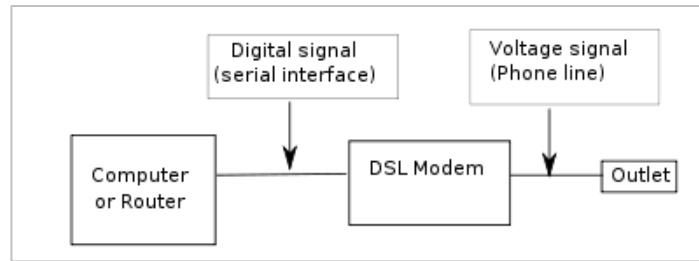 Digital signal
(serial interface)
Voltage signal
(Phone line)
Computer
or Router
DSL Modem
Outlet